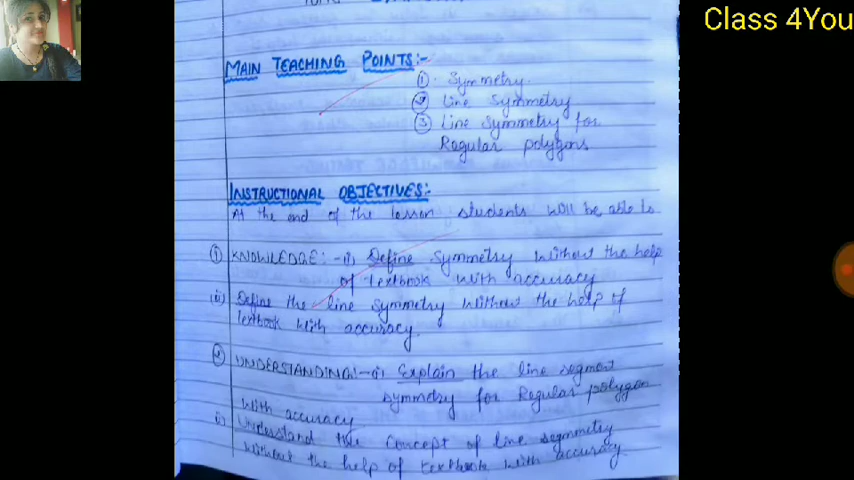 Class 4You
MAIN TEACHING POINTS:-
① Symmetry.
② Line Symmetry
③ Line Symmetry for
Regular polygons
INSTRUCTIONAL OBJECTIVES:-
At the end of the lesson students will be able to
① KNOWLEDGE:-(i) Define Symmetry without the help
of Textbook with accuracy
ii) Define the line symmetry without the help of
Textbook with accuracy.
② UNDERSTANDING:-(i) Explain the line segment
symmetry for Regular polygon
with accuracy
ii) Understand the Concept of line segmetry
without the help of textbook with accuracy.